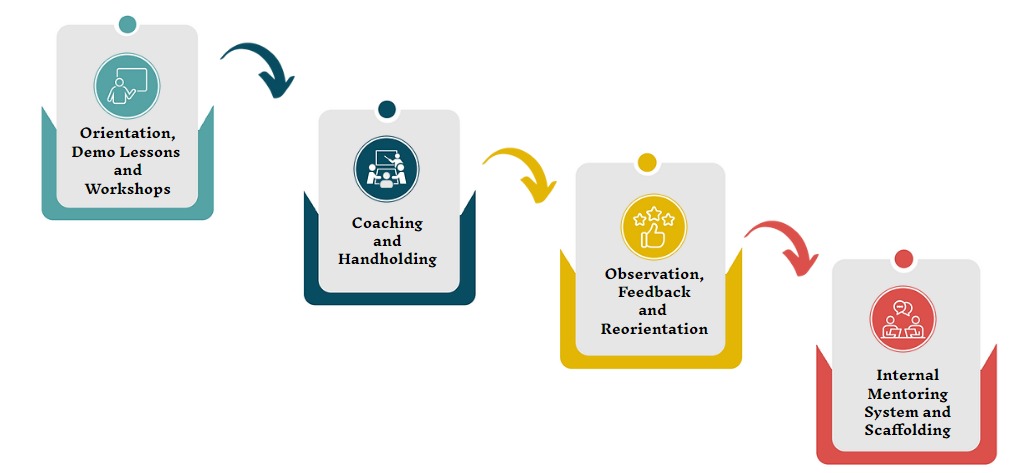 Orientation,
Demo Lessons
and
Workshops
Coaching
and
Handholding
Observation,
Feedback
and
Reorientation
Internal
Mentoring
System and
Scaffolding